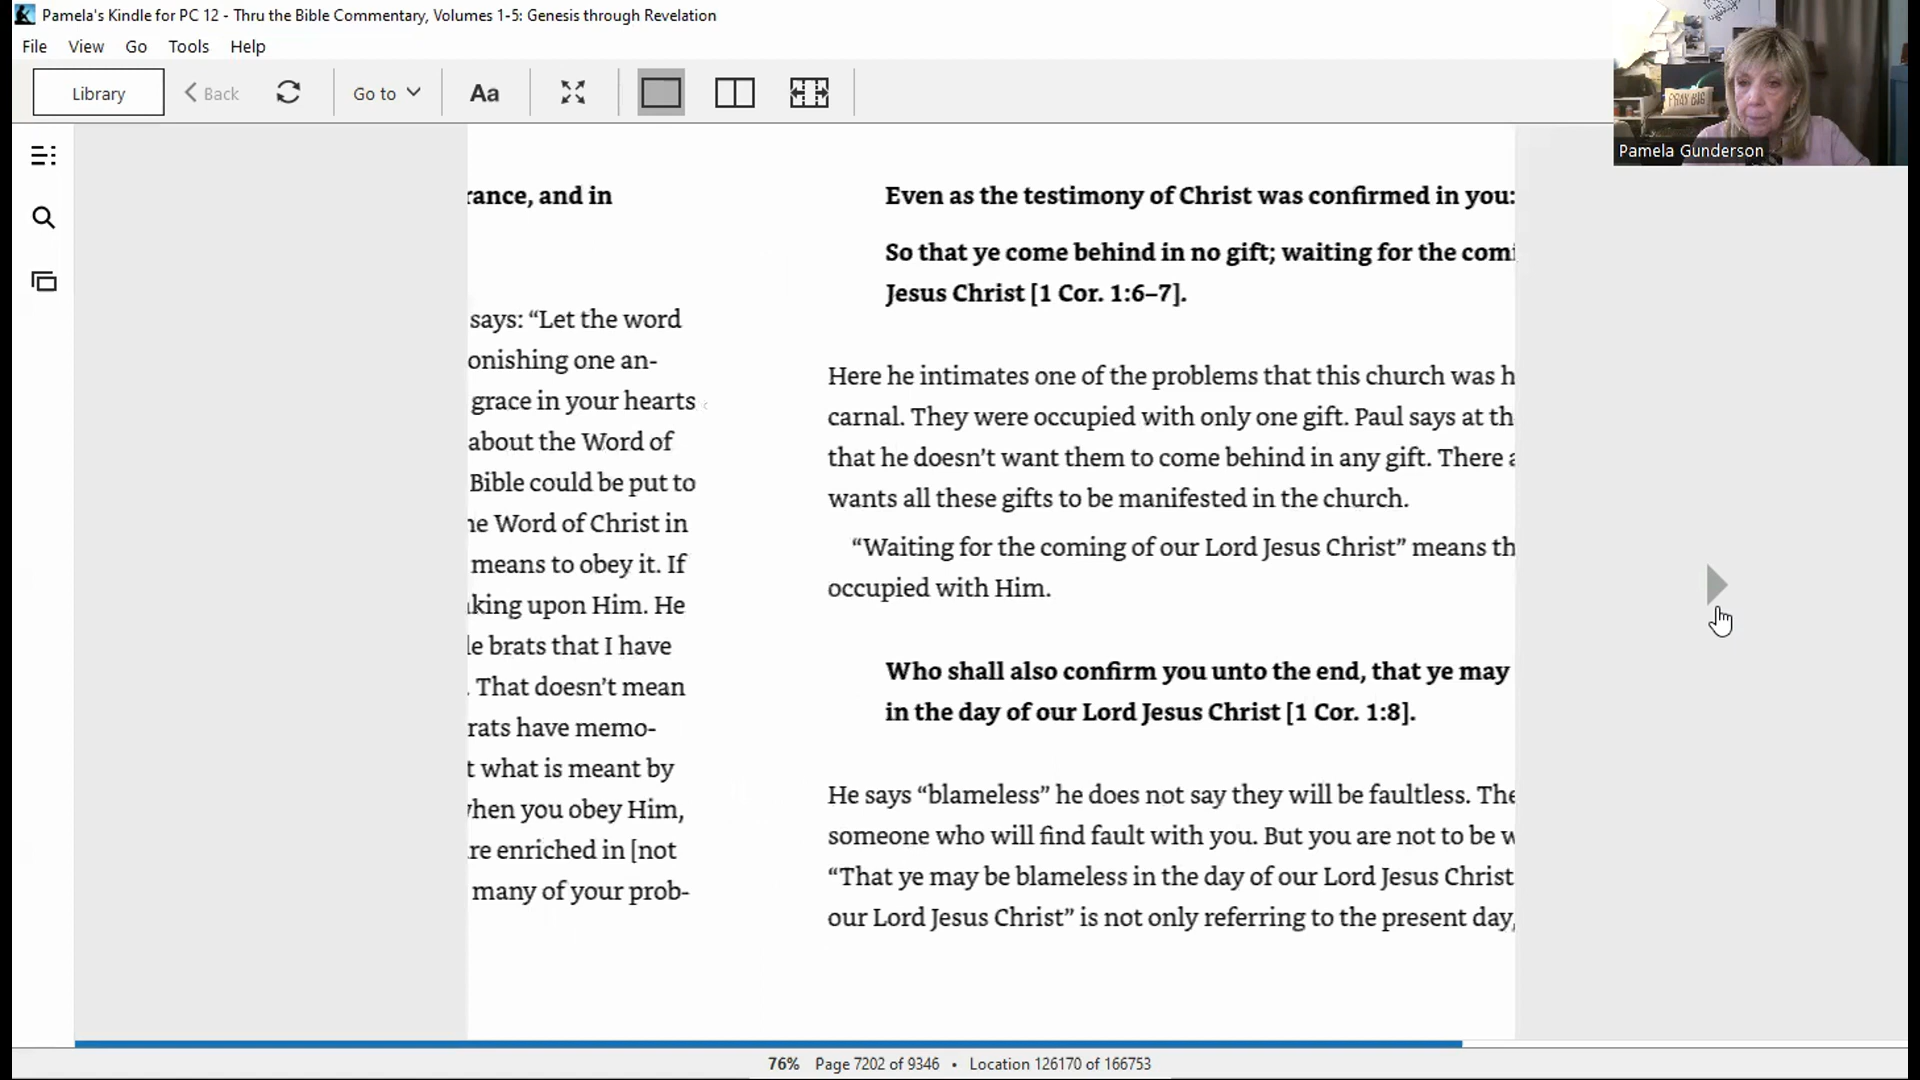 Pamela's Kindle for PC 12 - Thru the Bible Commentary, Volumes 1-5: Genesis through Revelation
File View Go Tools Help
Library Back Go to Aa
PRAY BIG
Pamela Gunderson
rance, and in
says: “Let the word
onishing one an-
grace in your hearts
about the Word of
Bible could be put to
he Word of Christ in
means to obey it. If
king upon Him. He
le brats that I have
. That doesn’t mean
rats have memo-
t what is meant by
when you obey Him,
re enriched in [not
many of your prob-
Even as the testimony of Christ was confirmed in you:
So that ye come behind in no gift; waiting for the comi
Jesus Christ [1 Cor. 1:6–7].
Here he intimates one of the problems that this church was h
carnal. They were occupied with only one gift. Paul says at th
that he doesn’t want them to come behind in any gift. There a
wants all these gifts to be manifested in the church.
“Waiting for the coming of our Lord Jesus Christ” means th
occupied with Him.
Who shall also confirm you unto the end, that ye may
in the day of our Lord Jesus Christ [1 Cor. 1:8].
He says “blameless” he does not say they will be faultless. The
someone who will find fault with you. But you are not to be w
“That ye may be blameless in the day of our Lord Jesus Christ
our Lord Jesus Christ” is not only referring to the present day,
76% Page 7202 of 9346 • Location 126170 of 166753